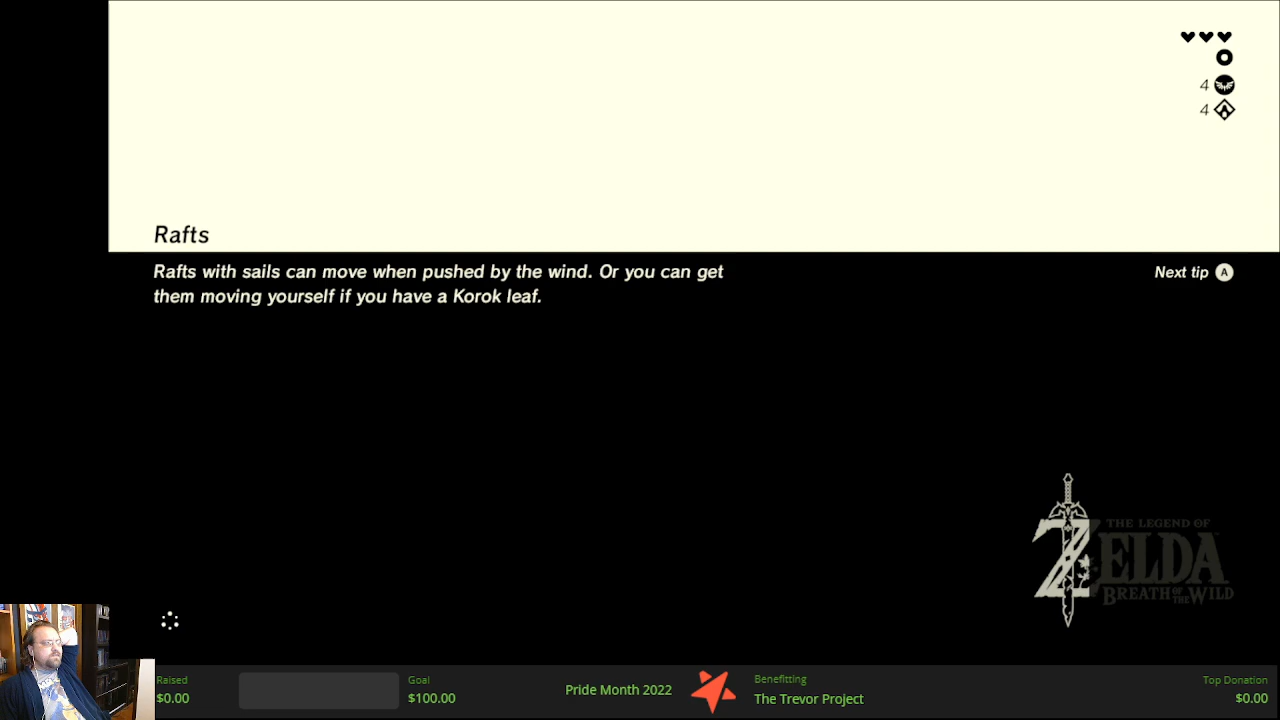 4
4
Rafts
Rafts with sails can move when pushed by the wind. Or you can get
them moving yourself if you have a Korok leaf.
Next tip A
THE LEGEND OF
ZELDA
BREATH OF THE WILD
Raised
$0.00
Goal
$100.00
Pride Month 2022
Benefitting
The Trevor Project
Top Donation
$0.00